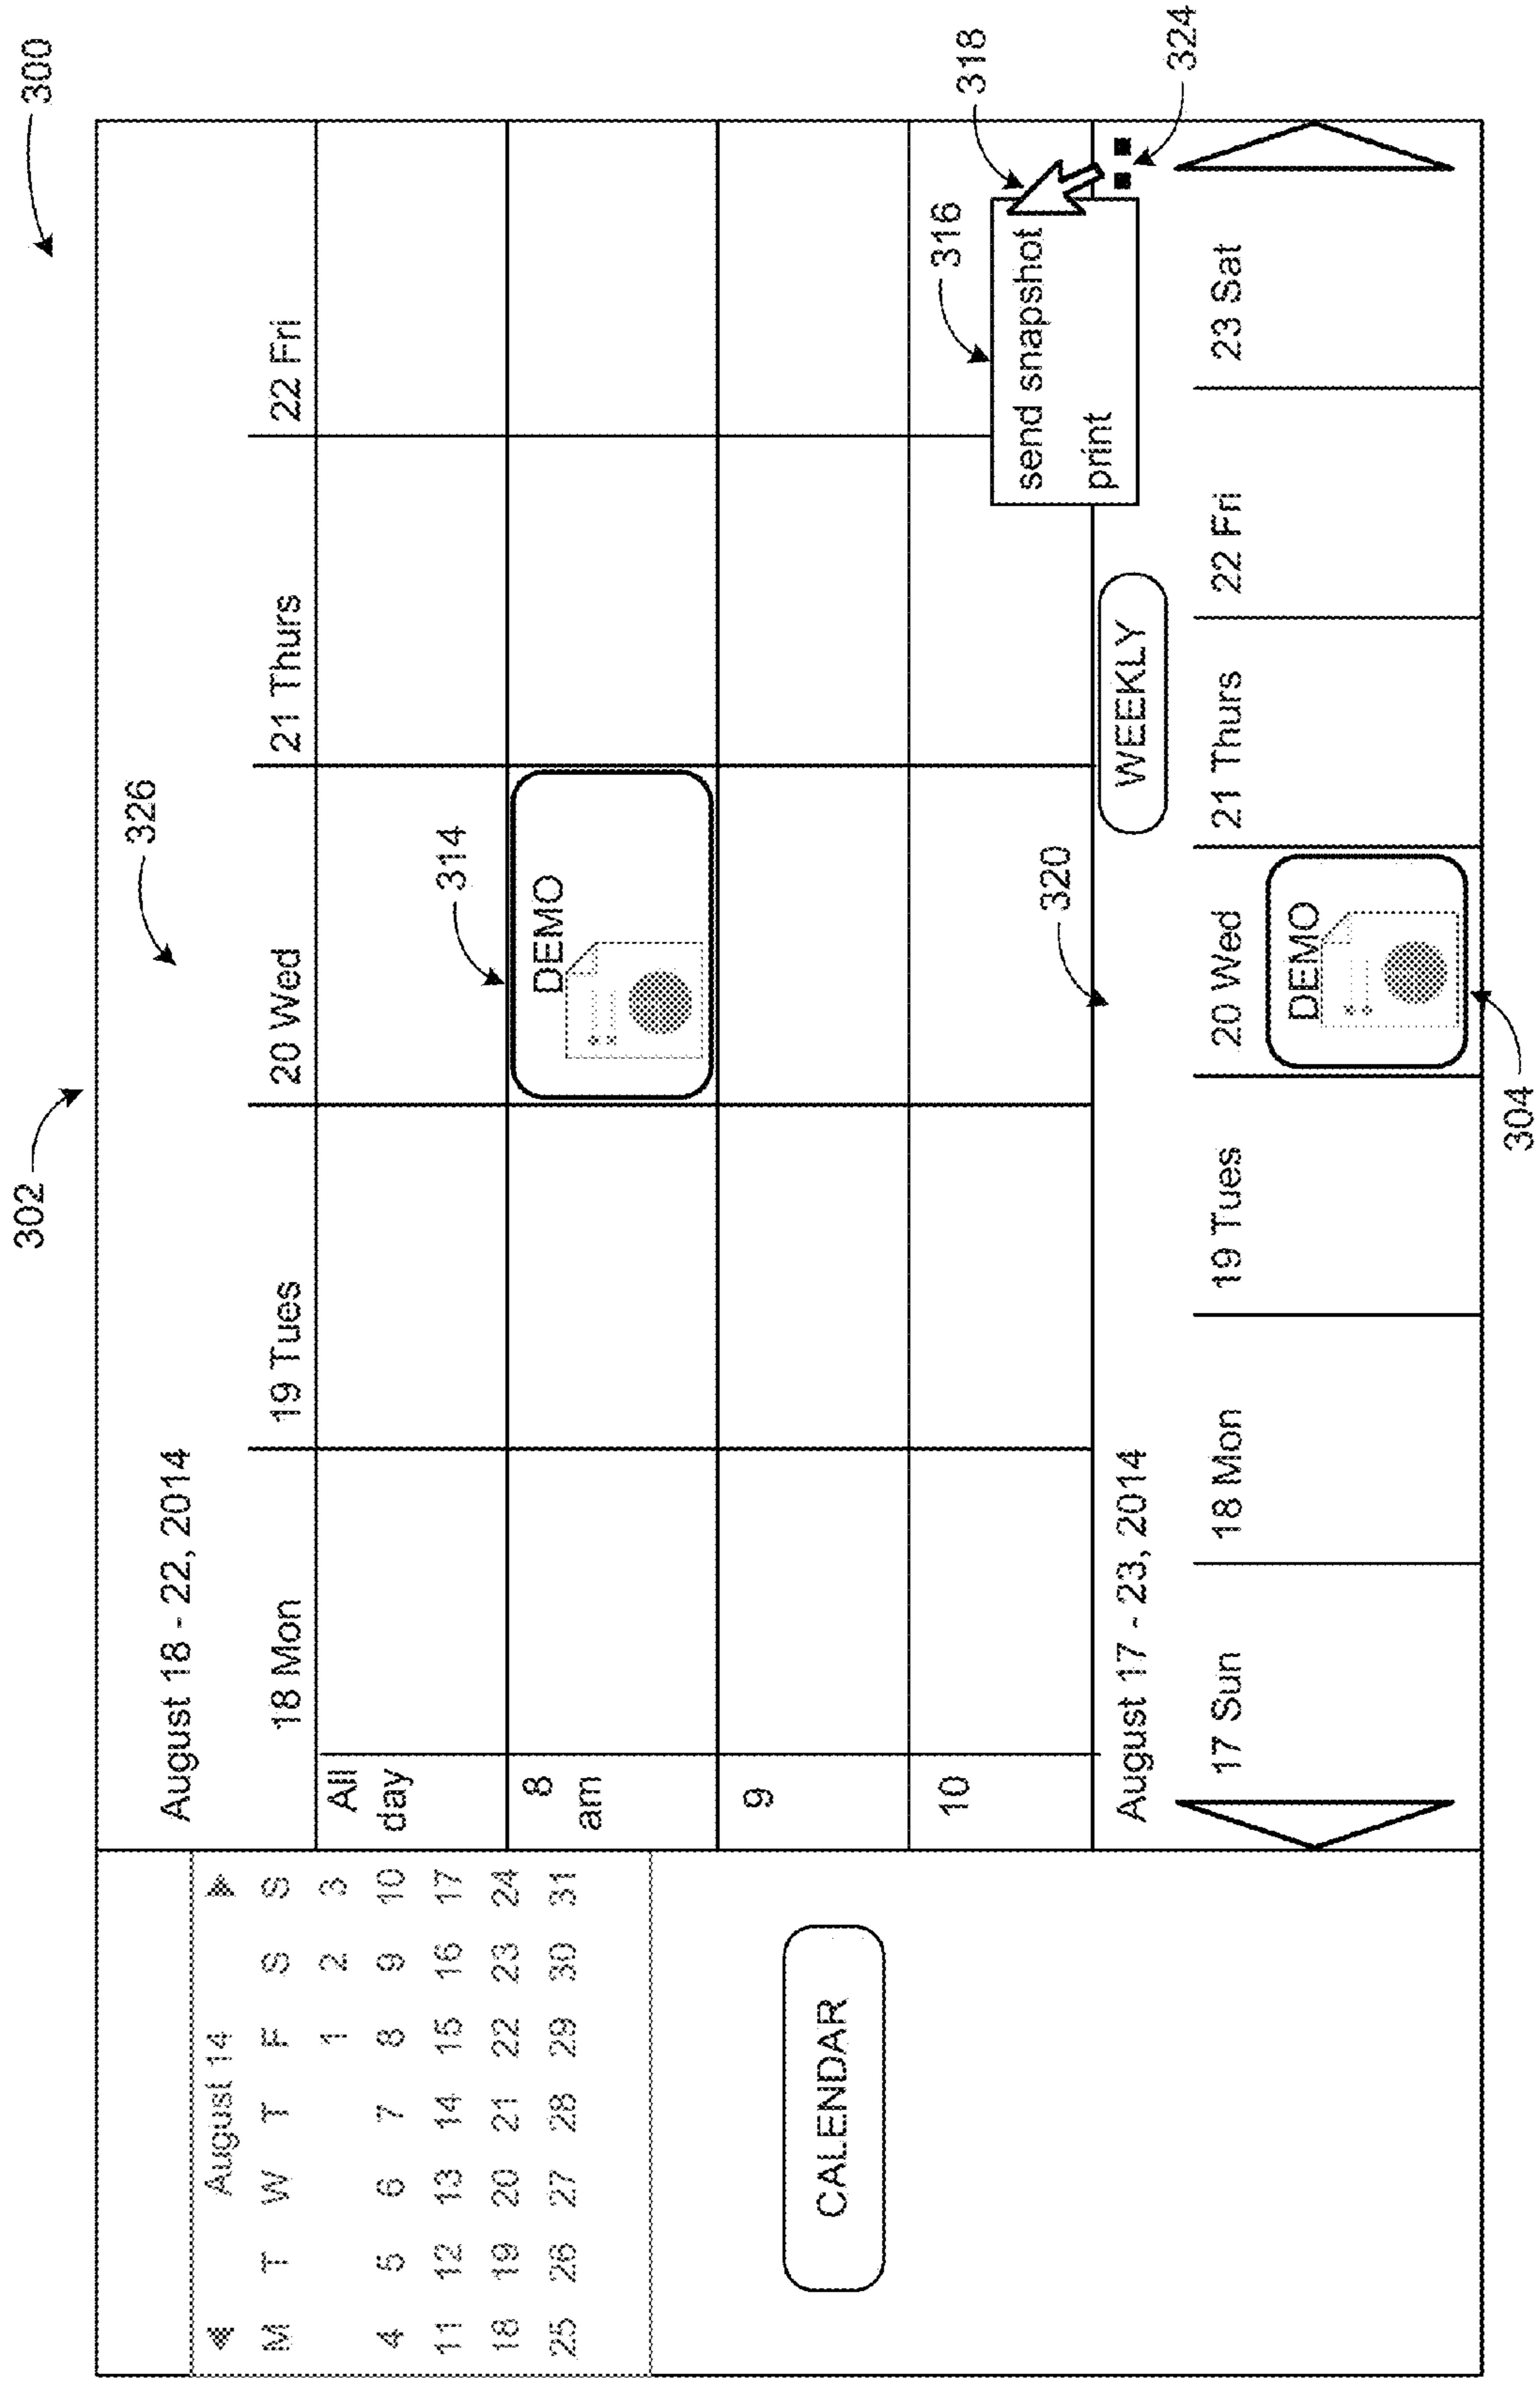 300
302
326
August 14
M T W T F S S
1 2 3
4 5 6 7 8 9 10
11 12 13 14 15 16 17
18 19 20 21 22 23 24
25 26 27 28 29 30 31
CALENDAR
August 18 - 22, 2014
18 Mon 19 Tues 20 Wed 21 Thurs 22 Fri
All
day
314
8
am
DEMO
9
10
316
318
send snapshot
print
320
324
August 17 - 23, 2014
WEEKLY
17 Sun 18 Mon 19 Tues 20 Wed 21 Thurs 22 Fri 23 Sat
DEMO
304